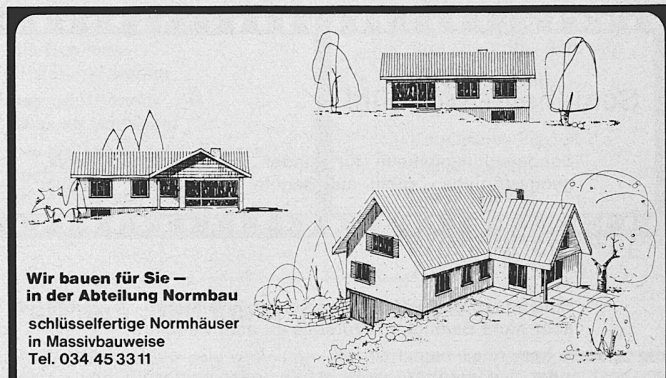 Wir bauen für Sie –
in der Abteilung Normbau
schlüsselfertige Normhäuser
in Massivbauweise
Tel. 034 45 33 11